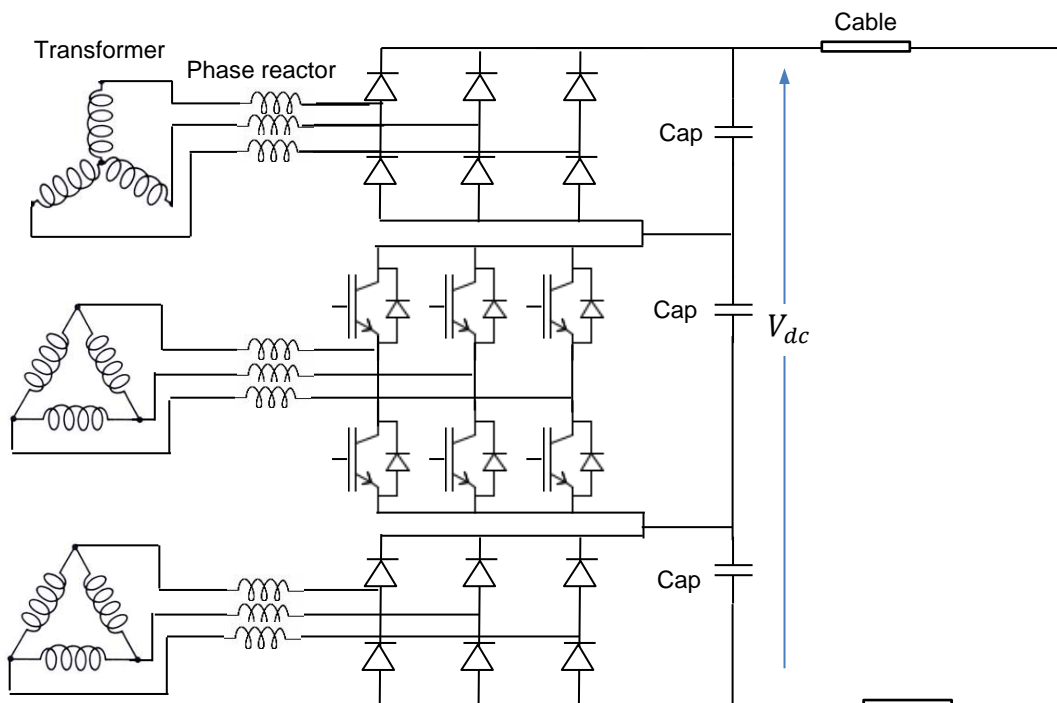 Cable
Transformer
Phase reactor
Cap
Cap
V_dc
Cap